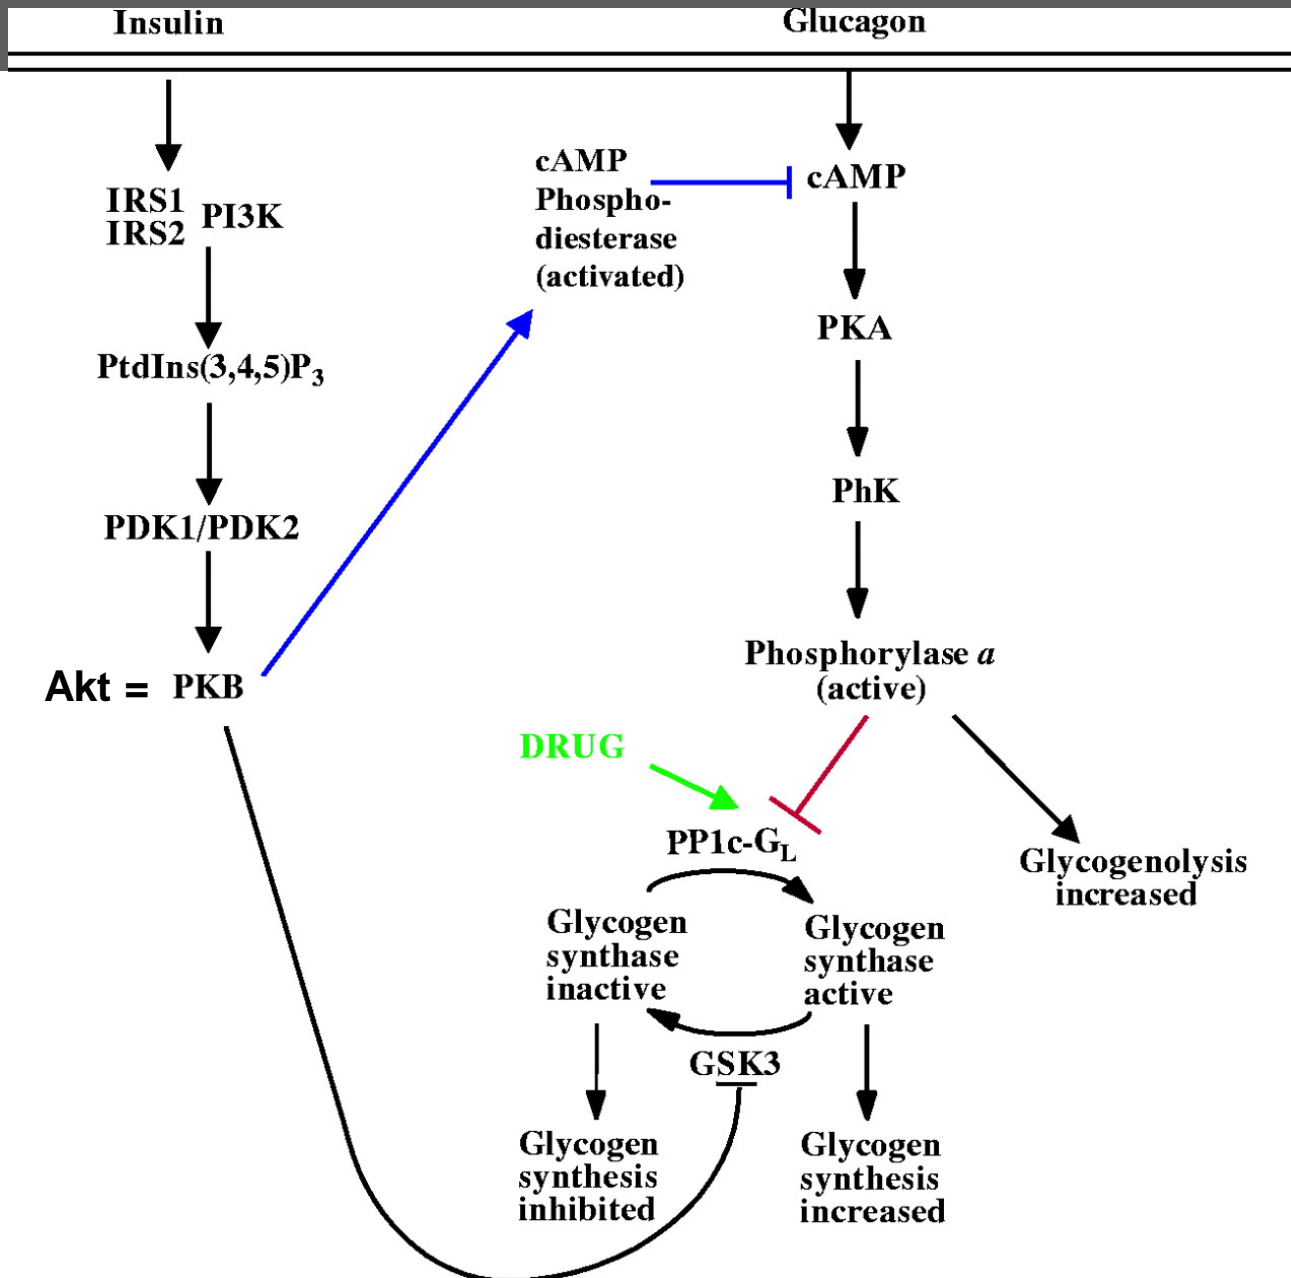 Insulin
Glucagon
IRS1
IRS2
PI3K
cAMP
Phospho-
diesterase
(activated)
cAMP
PKA
PtdIns(3,4,5)P3
PhK
PDK1/PDK2
Phosphorylase a
(active)
Akt = PKB
DRUG
PP1c-GL
Glycogenolysis
increased
Glycogen
synthase
inactive
Glycogen
synthase
active
GSK3
Glycogen
synthesis
inhibited
Glycogen
synthesis
increased